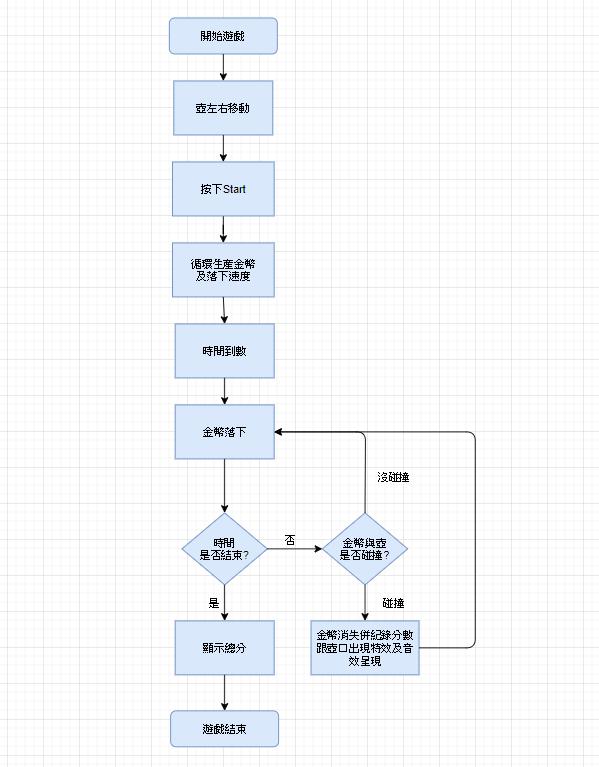 開始遊戲
壺左右移動
按下Start
循環生產金幣
及落下速度
時間到數
金幣落下
沒碰撞
時間
是否結束?
否
金幣與壺
是否碰撞?
是
碰撞
顯示總分
金幣消失併紀錄分數
跟壺口出現特效及音
效呈現
遊戲結束